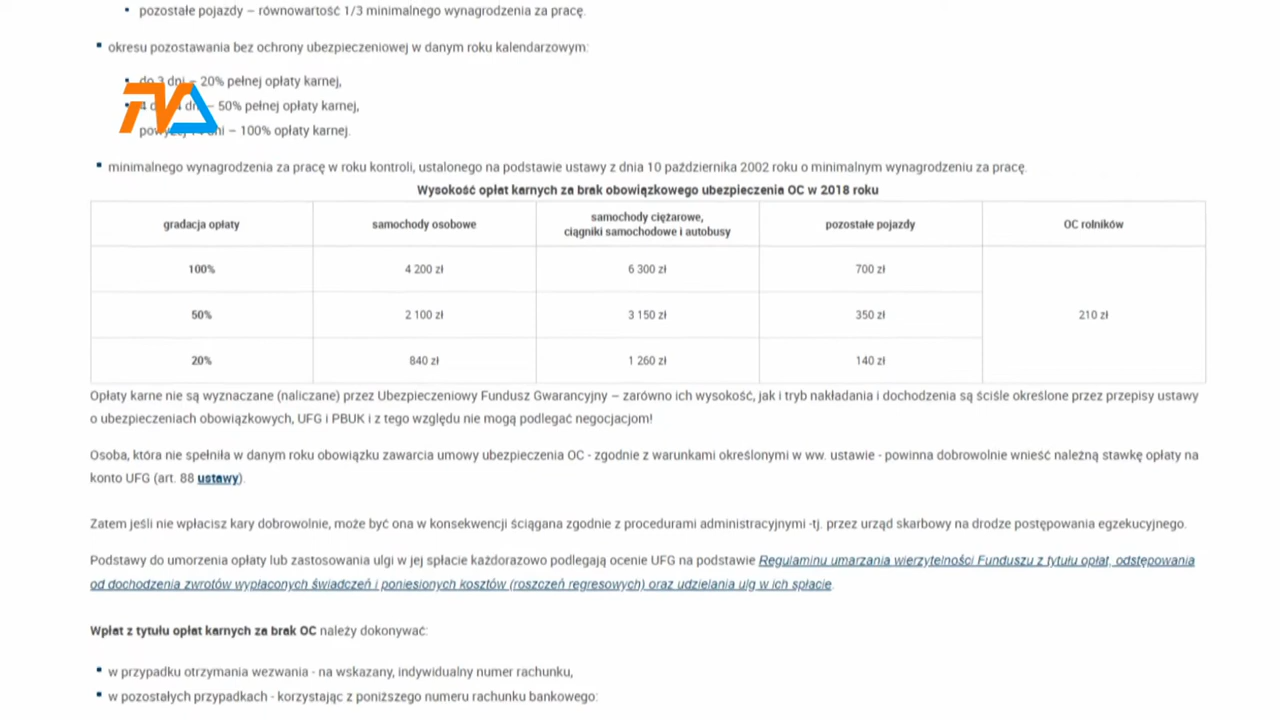 pozostałe pojazdy – równowartość 1/3 minimalnego wynagrodzenia za pracę.
okresu pozostawania bez ochrony ubezpieczeniowej w danym roku kalendarzowym:
do 3 dni – 20% pełnej opłaty karnej,
– 50% pełnej opłaty karnej,
– 100% opłaty karnej.
minimalnego wynagrodzenia za pracę w roku kontroli, ustalonego na podstawie ustawy z dnia 10 października 2002 roku o minimalnym wynagrodzeniu za pracę.
Wysokość opłat karnych za brak obowiązkowego ubezpieczenia OC w 2018 roku
gradacja opłaty samochody osobowe samochody ciężarowe, ciągniki samochodowe i autobusy pozostałe pojazdy OC rolników
100% 4 200 zł 6 300 zł 700 zł
50% 2 100 zł 3 150 zł 350 zł 210 zł
20% 840 zł 1 260 zł 140 zł
Opłaty karne nie są wyznaczane (naliczane) przez Ubezpieczeniowy Fundusz Gwarancyjny – zarówno ich wysokość, jak i tryb nakładania i dochodzenia są ściśle określone przez przepisy ustawy
o ubezpieczeniach obowiązkowych, UFG i PBUK i z tego względu nie mogą podlegać negocjacjom!
Osoba, która nie spełniła w danym roku obowiązku zawarcia umowy ubezpieczenia OC - zgodnie z warunkami określonymi w ww. ustawie - powinna dobrowolnie wnieść należną stawkę opłaty na
konto UFG (art. 88 ustawy).
Zatem jeśli nie wpłacisz kary dobrowolnie, może być ona w konsekwencji ściągana zgodnie z procedurami administracyjnymi -tj. przez urząd skarbowy na drodze postępowania egzekucyjnego.
Podstawy do umorzenia opłaty lub zastosowania ulgi w jej spłacie każdorazowo podlegają ocenie UFG na podstawie Regulaminu umarzania wierzytelności Funduszu z tytułu opłat, odstępowania
od dochodzenia zwrotów wypłaconych świadczeń i poniesionych kosztów (roszczeń regresowych) oraz udzielania ulg w ich spłacie.
Wpłat z tytułu opłat karnych za brak OC należy dokonywać:
w przypadku otrzymania wezwania - na wskazany, indywidualny numer rachunku,
w pozostałych przypadkach - korzystając z poniższego numeru rachunku bankowego: